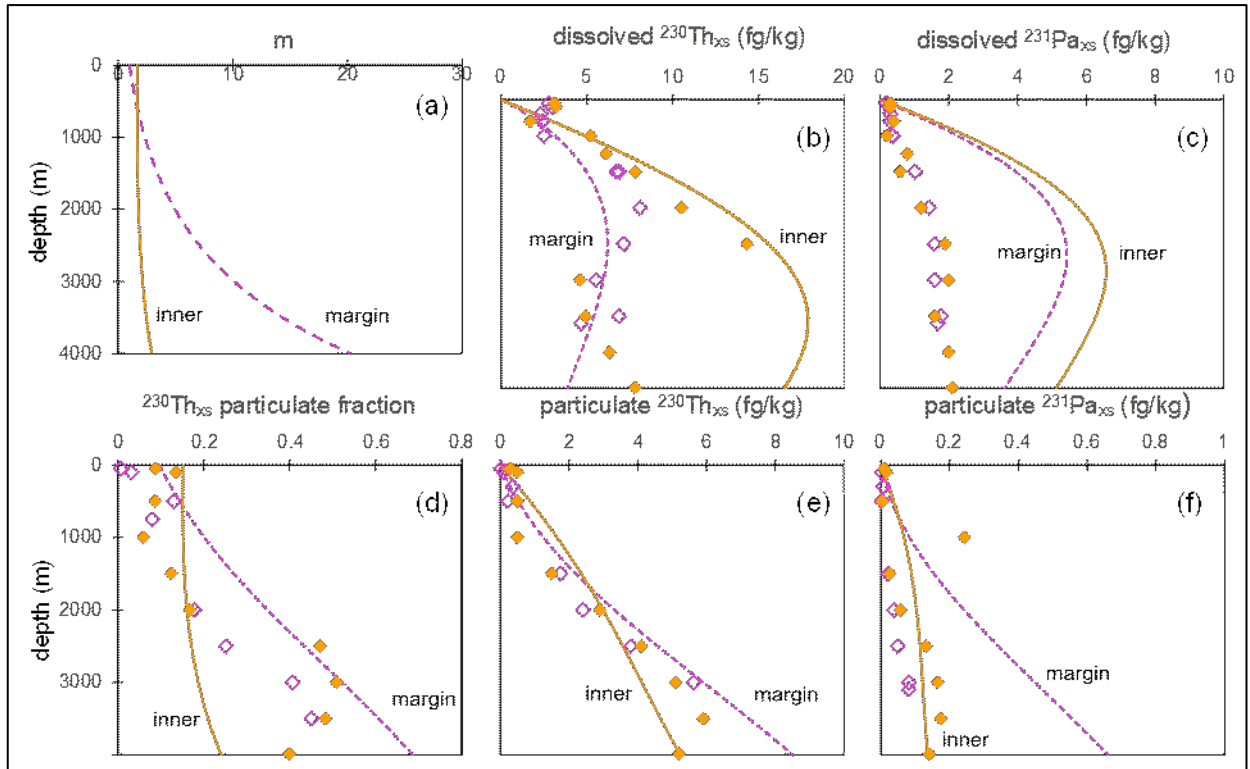 m
0 10 20 30
0
1000
2000
3000
4000
depth (m)
(a)
inner
margin
dissolved ²³⁰Thxs (fg/kg)
0 5 10 15 20
(b)
margin
inner
dissolved ²³¹Paxs (fg/kg)
0 2 4 6 8 10
(c)
margin
inner
²³⁰Thxs particulate fraction
0 0.2 0.4 0.6 0.8
0
1000
2000
3000
depth (m)
(d)
inner
margin
particulate ²³⁰Thxs (fg/kg)
0 2 4 6 8 10
(e)
inner
margin
particulate ²³¹Paxs (fg/kg)
0 0.2 0.4 0.6 0.8 1
(f)
inner
margin